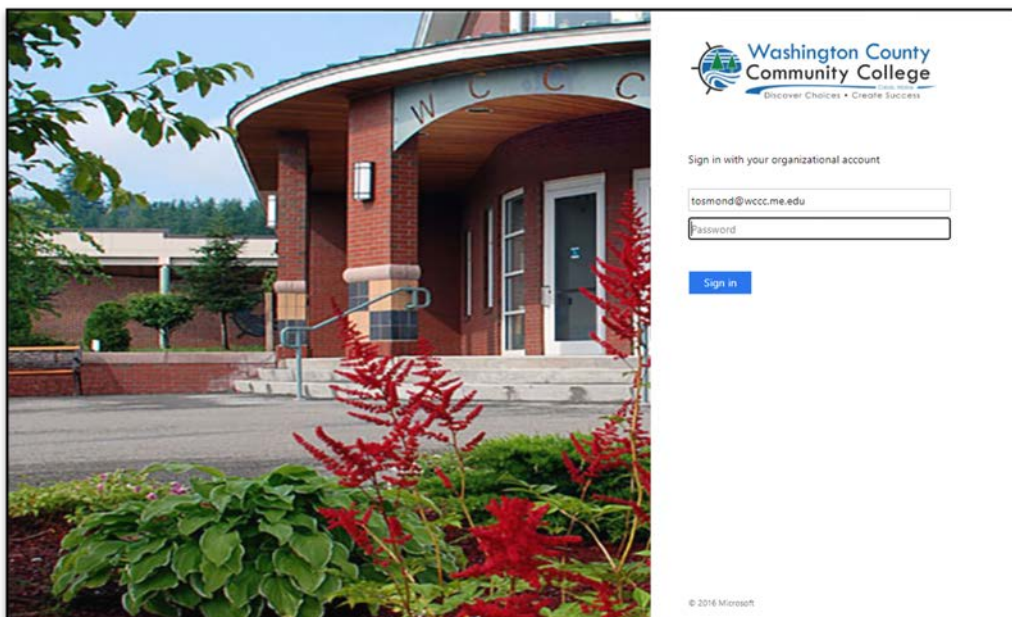 W C C C
Washington County
Community College
Discover Choices • Create Success
Sign in with your organizational account
tosmond@wccc.me.edu
Password
Sign in
© 2016 Microsoft